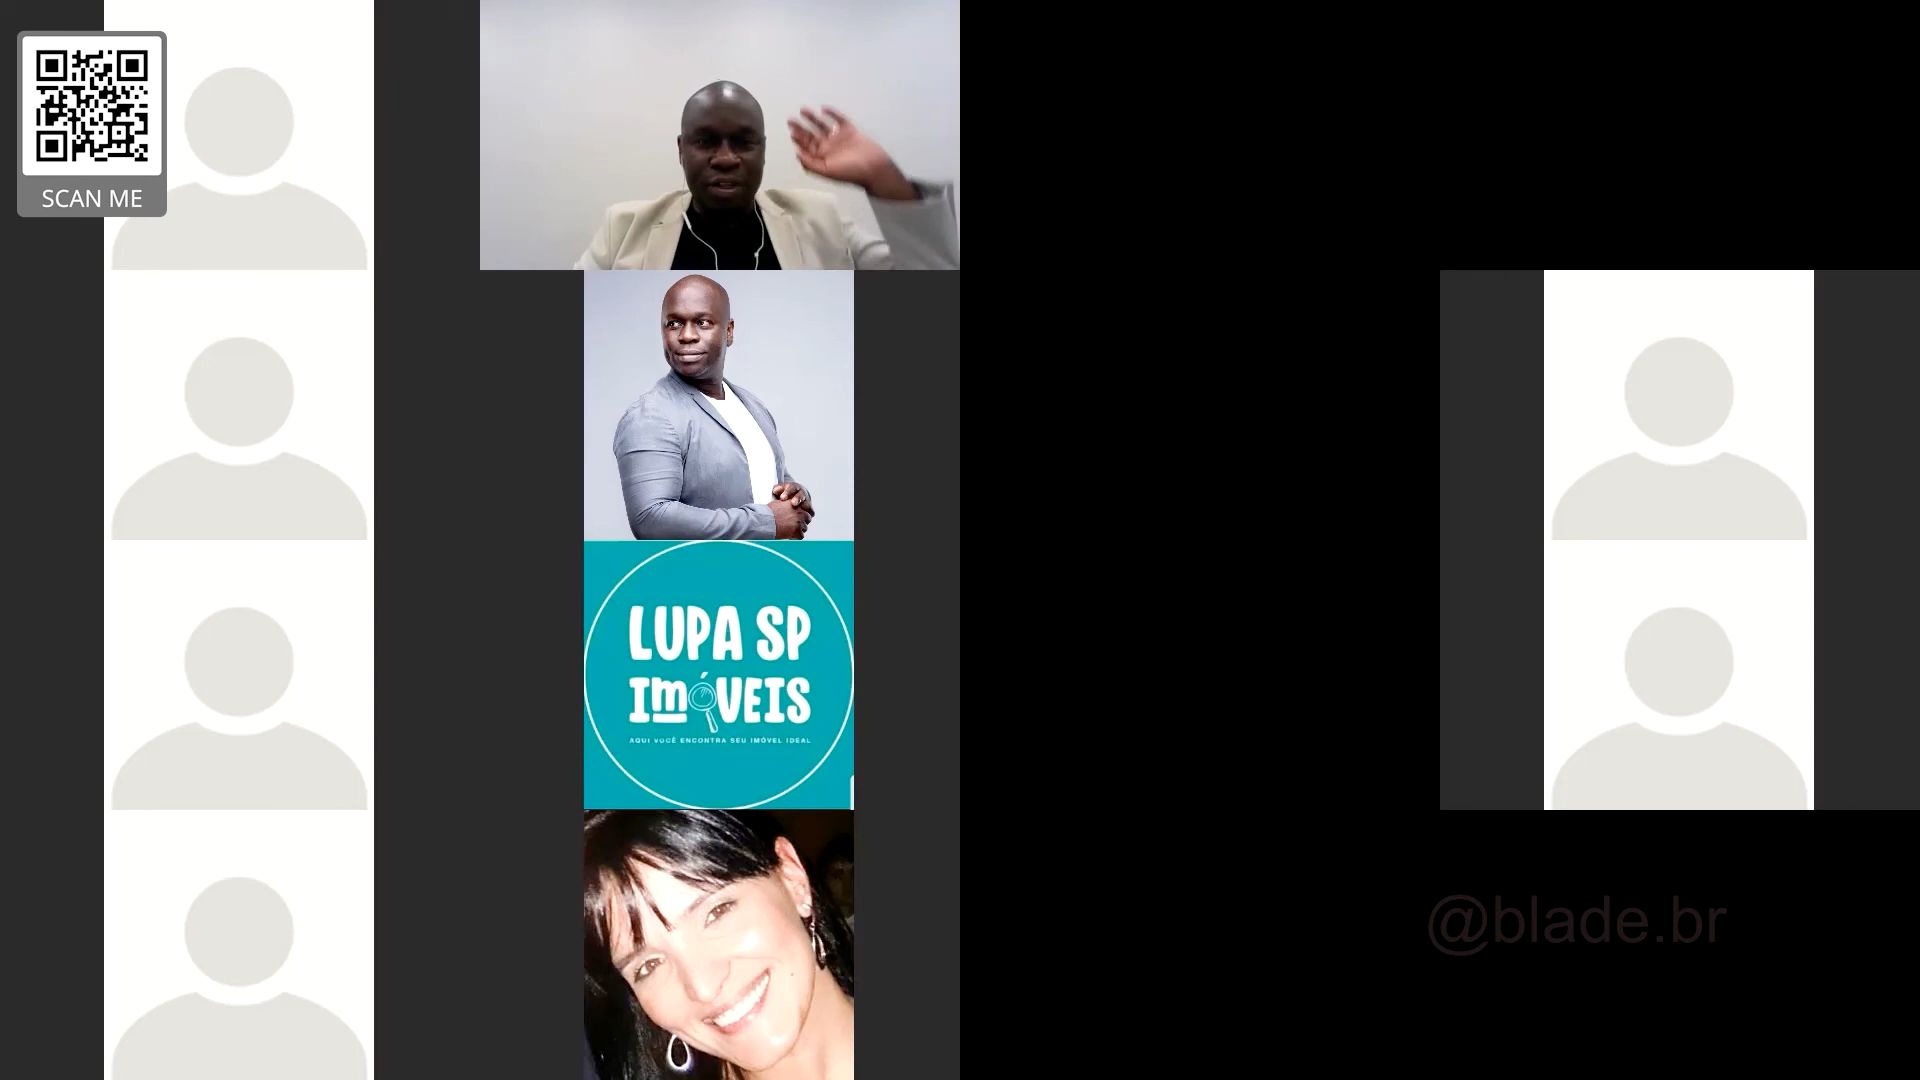 SCAN ME
LUPA SP
ImÓVEIS
AQUI VOCÊ ENCONTRA SEU IMÓVEL IDEAL
@blade.br